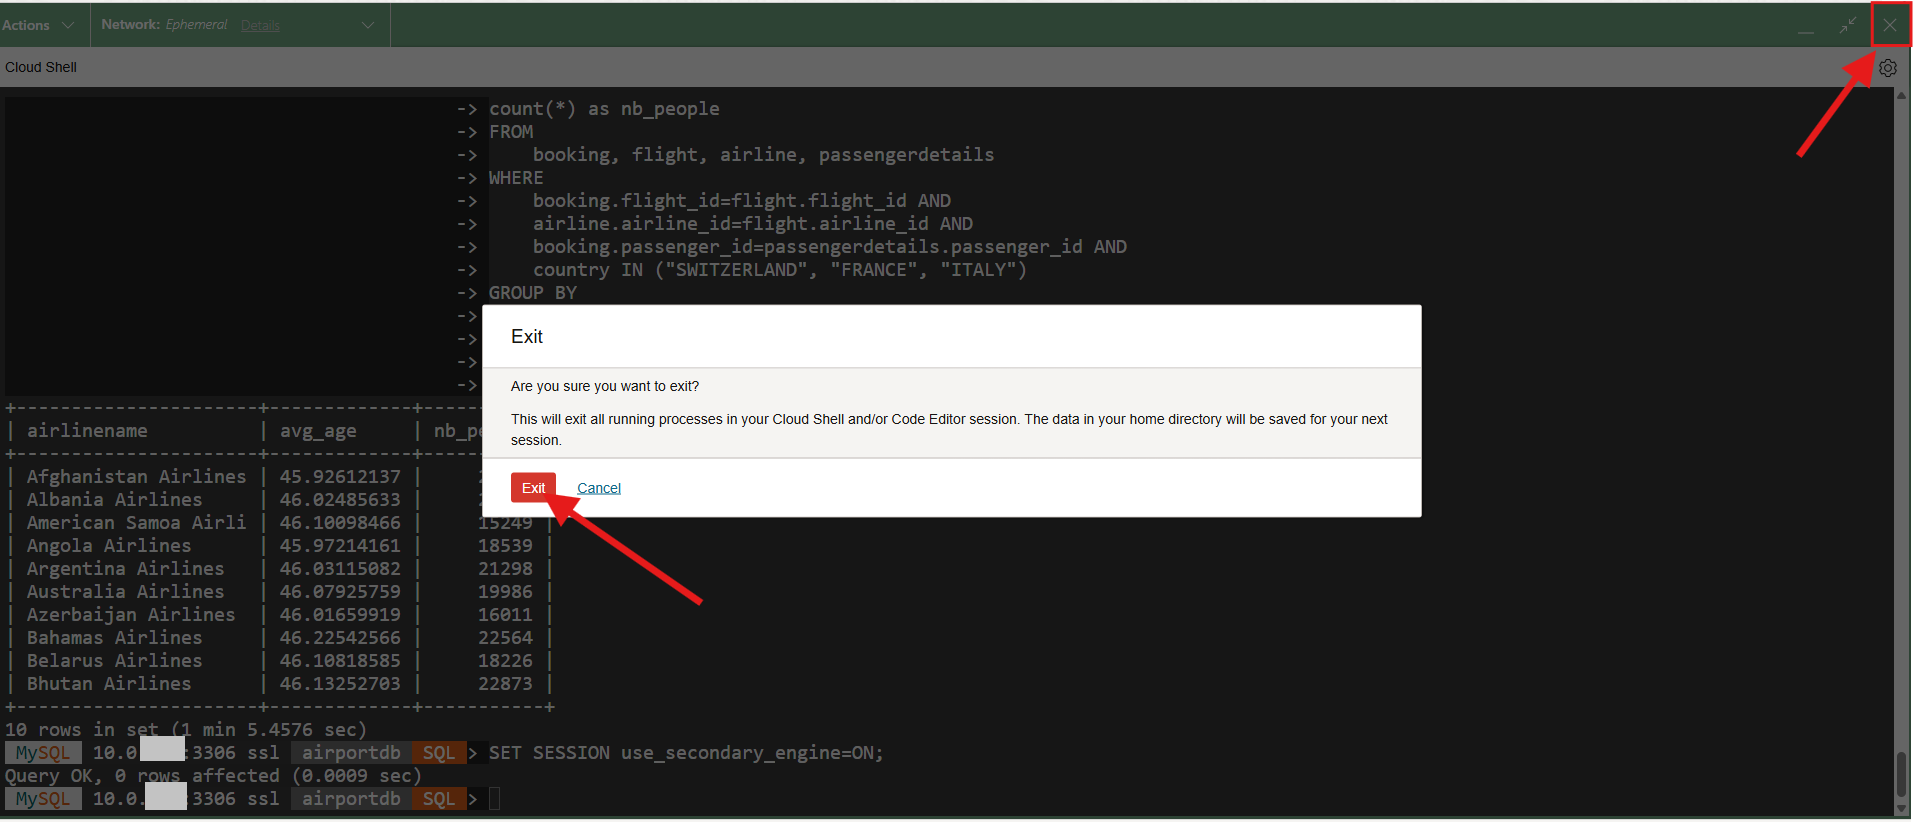 Actions
Network: Ephemeral Details
Cloud Shell
-> count(*) as nb_people
-> FROM
->     booking, flight, airline, passengerdetails
-> WHERE
->     booking.flight_id=flight.flight_id AND
->     airline.airline_id=flight.airline_id AND
->     booking.passenger_id=passengerdetails.passenger_id AND
->     country IN ("SWITZERLAND", "FRANCE", "ITALY")
-> GROUP BY
->
->
->
->
Exit
Are you sure you want to exit?
This will exit all running processes in your Cloud Shell and/or Code Editor session. The data in your home directory will be saved for your next
session.
Exit Cancel
+----------------------+-------------+------
| airlinename | avg_age |
+----------------------+-------------+------
| Afghanistan Airlines | 45.92612137 |
| Albania Airlines | 46.02485633 |
| American Samoa Airli | 46.10098466 | 15249 |
| Angola Airlines | 45.97214161 | 18539 |
| Argentina Airlines | 46.03115082 | 21298 |
| Australia Airlines | 46.07925759 | 19986 |
| Azerbaijan Airlines | 46.01659919 | 16011 |
| Bahamas Airlines | 46.22542566 | 22564 |
| Belarus Airlines | 46.10818585 | 18226 |
| Bhutan Airlines | 46.13252703 | 22873 |
+----------------------+-------------+-----------+
10 rows in set (1 min 5.4576 sec)
MySQL 10.0 :3306 ssl airportdb SQL > SET SESSION use_secondary_engine=ON;
Query OK, 0 rows affected (0.0009 sec)
MySQL 10.0. :3306 ssl airportdb SQL >